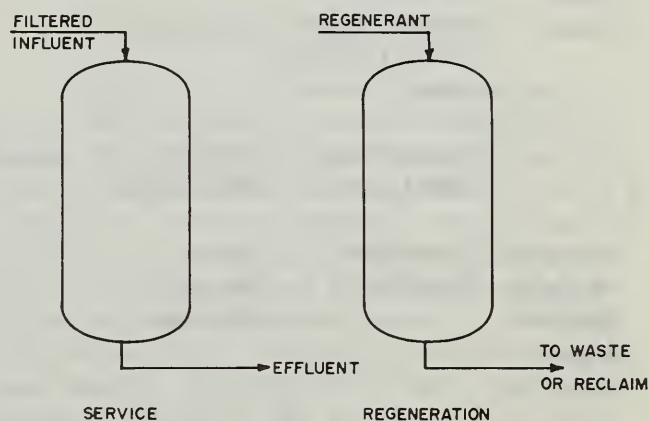 FILTERED
INFLUENT
REGENERANT
EFFLUENT
TO WASTE
OR RECLAIM
SERVICE
REGENERATION